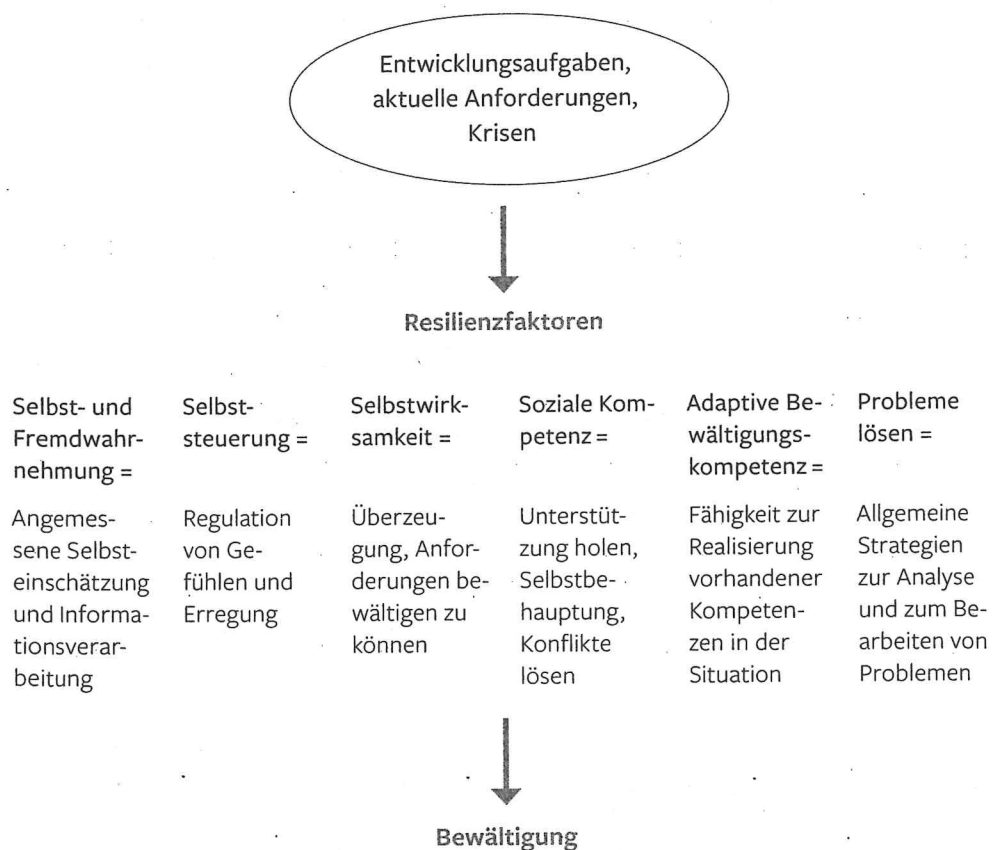 Entwicklungsaufgaben,
aktuelle Anforderungen,
Krisen
Resilienzfaktoren
Selbst- und
Fremdwahr-
nehmung =
Angemes-
sene Selbst-
einschätzung
und Informa-
tionsverar-
beitung
Selbst-
steuerung =
Regulation
von Ge-
fühlen und
Erregung
Selbstwirk-
samkeit =
Überzeu-
gung, Anfor-
derungen be-
wältigen zu
können
Soziale Kom-
petenz =
Unterstüt-
zung holen,
Selbstbe-
hauptung,
Konflikte
lösen
Adaptive Be-
wältigungs-
kompetenz =
Fähigkeit zur
Realisierung
vorhandener
Kompeten-
zen in der
Situation
Probleme
lösen =
Allgemeine
Strategien
zur Analyse
und zum Be-
arbeiten von
Problemen
Bewältigung